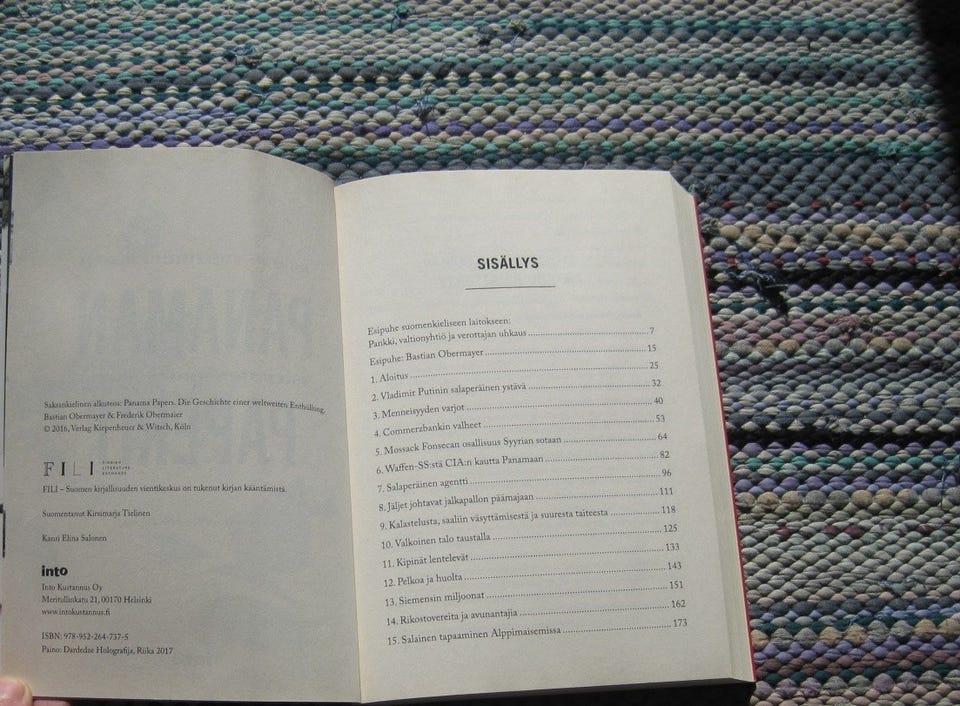 Saksankielinen alkuteos: Panama Papers. Die Geschichte einer weltweiten Enthüllung.
Bastian Obermayer & Frederik Obermaier
© 2016, Verlag Kiepenheuer & Witsch, Köln
FILI FINNISH
LITERATURE
EXCHANGE
FILI – Suomen kirjallisuuden vientikeskus on tukenut kirjan kääntämistä.
Suomentanut Kirsimarja Tielinen
Kansi Elina Salonen
into
Into Kustannus Oy
Meritullinkatu 21, 00170 Helsinki
www.intokustannus.fi
ISBN: 978-952-264-737-5
Paino: Dardedze Holografija, Riika 2017
SISÄLLYS
Esipuhe suomenkieliseen laitokseen:
Pankki, valtionyhtiö ja verottajan uhkaus 7
Esipuhe: Bastian Obermayer 15
1. Aloitus 25
2. Vladimir Putinin salaperäinen ystävä 32
3. Menneisyyden varjot 40
4. Commerzbankin valheet 53
5. Mossack Fonsecan osallisuus Syyrian sotaan 64
6. Waffen-SS:stä CIA:n kautta Panamaan 82
7. Salaperäinen agentti 96
8. Jäljet johtavat jalkapallon päämajaan 111
9. Kalastelusta, saaliin väsyttämisestä ja suuresta taiteesta 118
10. Valkoinen talo taustalla 125
11. Kipinät lentelevät 133
12. Pelkoa ja huolta 143
13. Siemensin miljoonat 151
14. Rikostovereita ja avunantajia 162
15. Salainen tapaaminen Alppimaisemissa 173